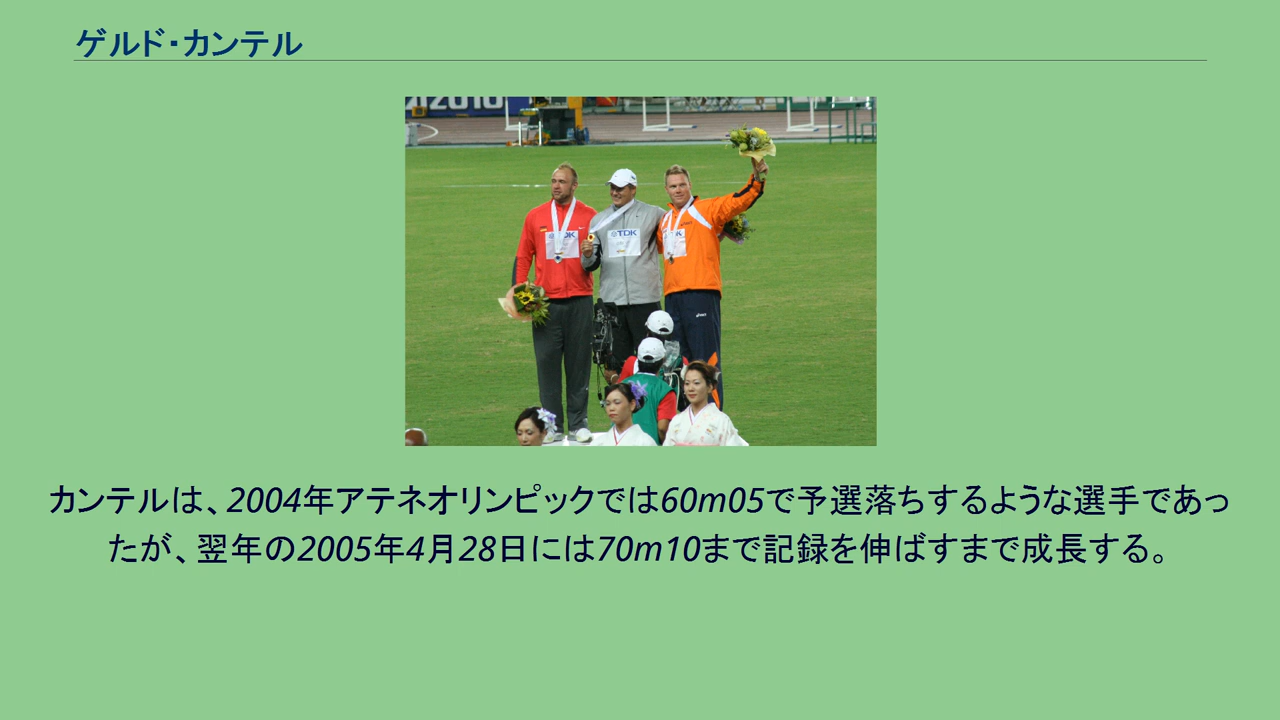 ゲルド・カンテル
2010
TDK
TDK
カンテルは、2004年アテネオリンピックでは60m05で予選落ちするような選手であっ
たが、翌年の2005年4月28日には70m10まで記録を伸ばすまで成長する。